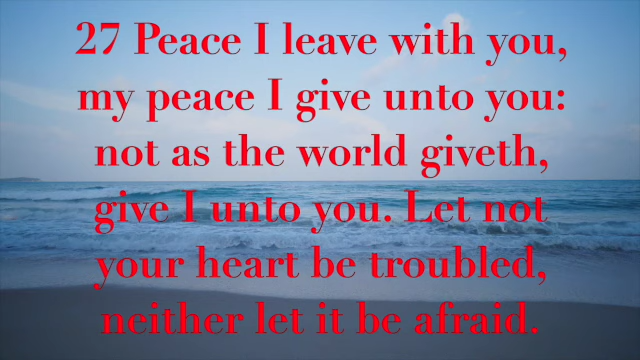 27 Peace I leave with you,
my peace I give unto you:
not as the world giveth,
give I unto you. Let not
your heart be troubled,
neither let it be afraid.